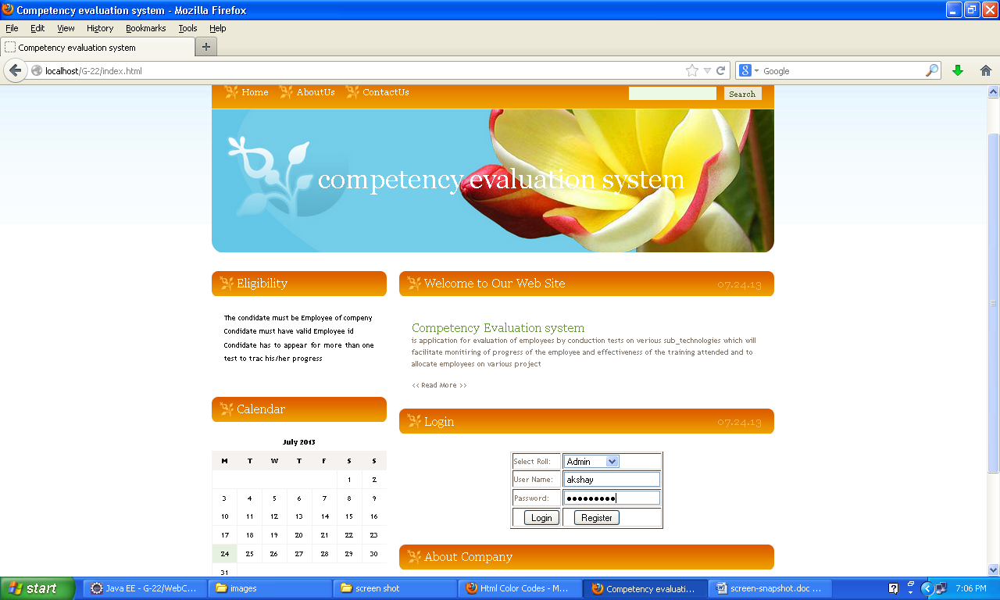 Competency evaluation system - Mozilla Firefox
File Edit View History Bookmarks Tools Help
Competency evaluation system
localhost/G-22/index.html
Google
Home AboutUs ContactUs Search
competency evaluation system
Eligibility
The condidate must be Employee of compeny
Condidate must have valid Employee id
Condidate has to appear for more than one
test to trac his/her progress
Welcome to Our Web Site 07.24.13
Competency Evaluation system
is application for evaluation of employees by conduction tests on verious sub_technologies which will
facilitate monitiring of progress of the employee and effectiveness of the training attended and to
allocate employees on various project
<< Read More >>
Calendar
July 2013
M T W T F S S
1 2
3 4 5 6 7 8 9
10 11 12 13 14 15 16
17 18 19 20 21 22 23
24 25 26 27 28 29 30
31
Login 07.24.13
Select Roll: Admin
User Name: akshay
Password:
Login Register
About Company
start Java EE - G-22/WebC... images screen shot Html Color Codes - M... Competency evaluati... screen-snapshot.doc ... 7:06 PM